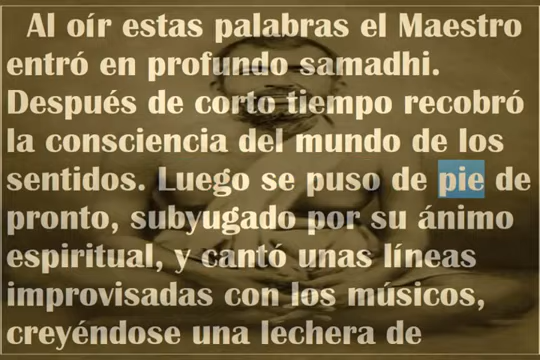 Al oír estas palabras el Maestro
entró en profundo samadhi.
Después de corto tiempo recobró
la consciencia del mundo de los
sentidos. Luego se puso de pie de
pronto, subyugado por su ánimo
espiritual, y cantó unas líneas
improvisadas con los músicos,
creyéndose una lechera de